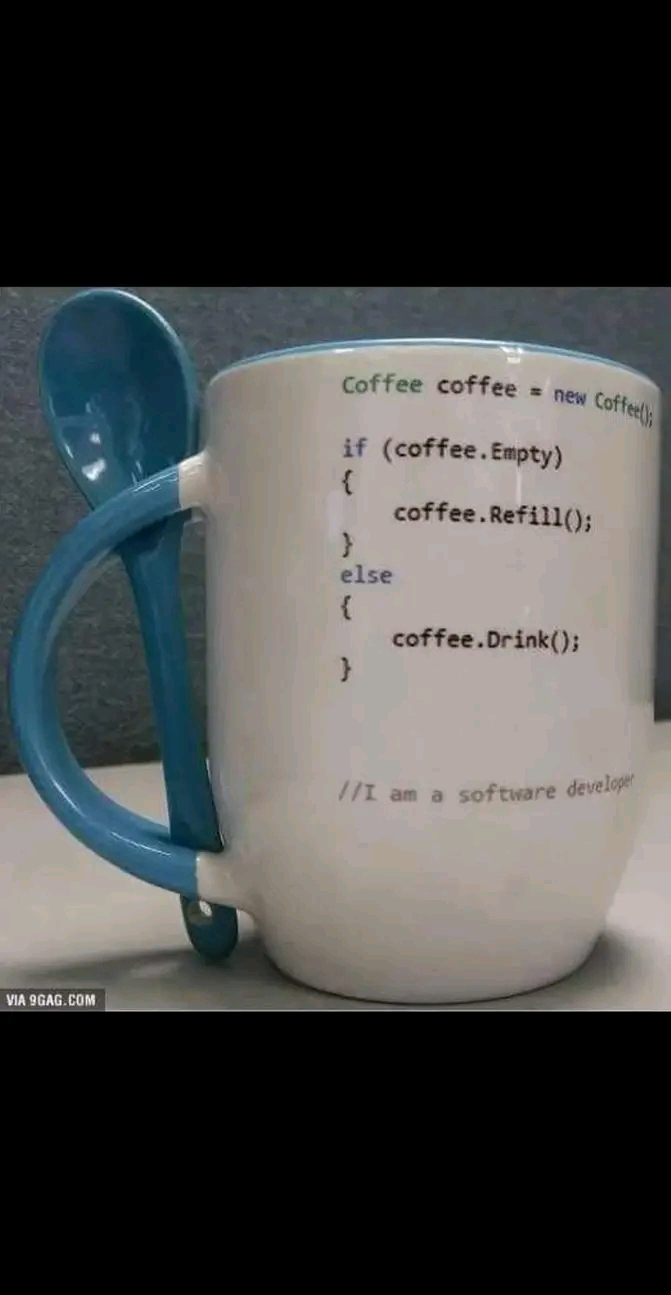 Coffee coffee = new Coffee();
if (coffee.Empty)
{
coffee.Refill();
}
else
{
coffee.Drink();
}
//I am a software developer
VIA 9GAG.COM